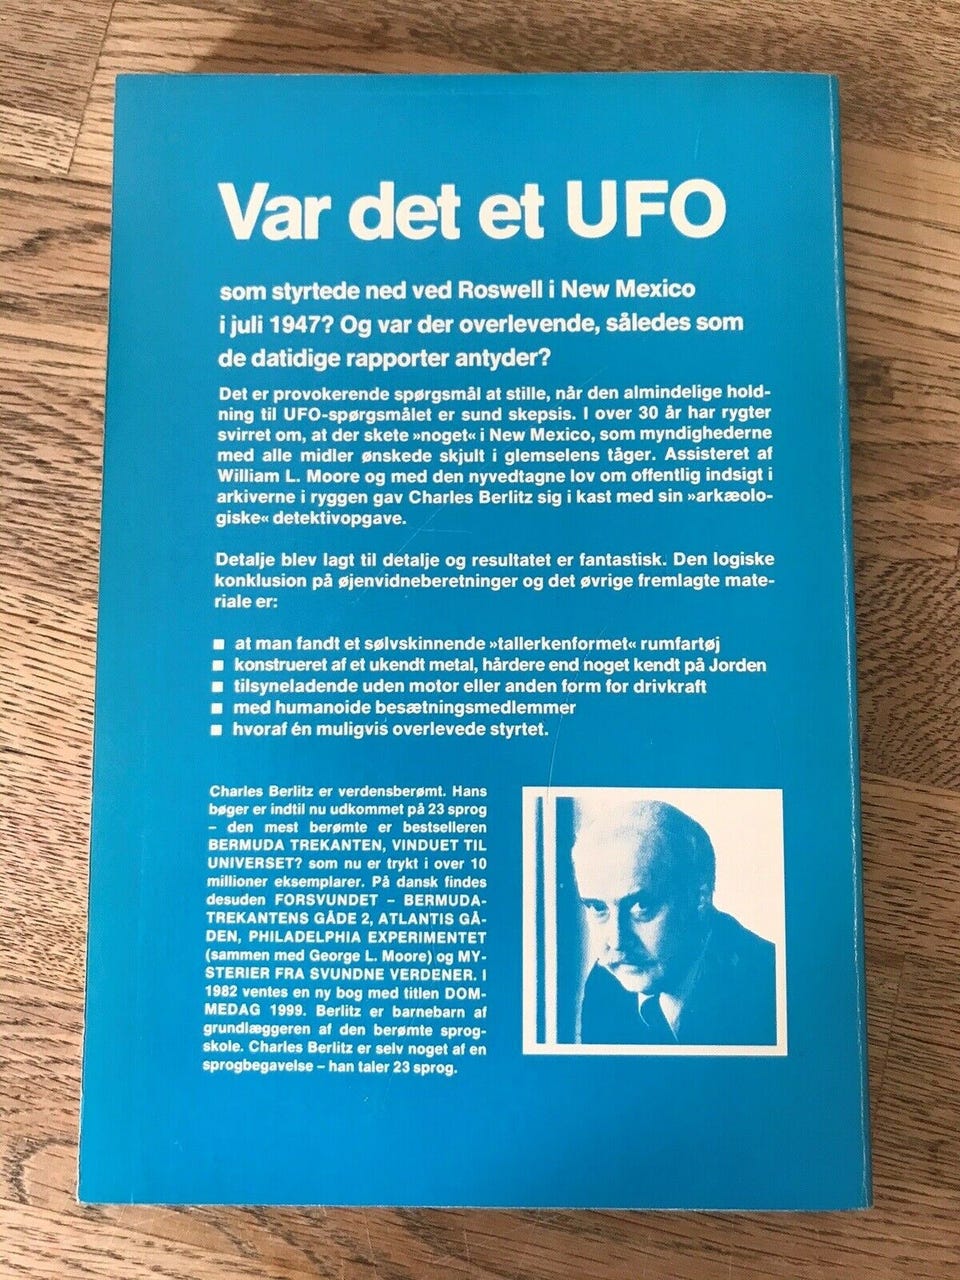 Var det et UFO
som styrtede ned ved Roswell i New Mexico
i juli 1947? Og var der overlevende, således som
de datidige rapporter antyder?
Det er provokerende spørgsmål at stille, når den almindelige hold-
ning til UFO-spørgsmålet er sund skepsis. I over 30 år har rygter
svirret om, at der skete »noget« i New Mexico, som myndighederne
med alle midler ønskede skjult i glemselens tåger. Assisteret af
William L. Moore og med den nyvedtagne lov om offentlig indsigt i
arkiverne i ryggen gav Charles Berlitz sig i kast med sin »arkæolo-
giske« detektivopgave.
Detalje blev lagt til detalje og resultatet er fantastisk. Den logiske
konklusion på øjenvidneberetninger og det øvrige fremlagte mate-
riale er:
■ at man fandt et sølvskinnende »tallerkenformet« rumfartøj
■ konstrueret af et ukendt metal, hårdere end noget kendt på Jorden
■ tilsyneladende uden motor eller anden form for drivkraft
■ med humanoide besætningsmedlemmer
■ hvoraf én muligvis overlevede styrtet.
Charles Berlitz er verdensberømt. Hans
bøger er indtil nu udkommet på 23 sprog
– den mest berømte er bestselleren
BERMUDA TREKANTEN, VINDUET TIL
UNIVERSET? som nu er trykt i over 10
millioner eksemplarer. På dansk findes
desuden FORSVUNDET – BERMUDA-
TREKANTENS GÅDE 2, ATLANTIS GÅ-
DEN, PHILADELPHIA EXPERIMENTET
(sammen med George L. Moore) og MY-
STERIER FRA SVUNDNE VERDENER. I
1982 ventes en ny bog med titlen DOM-
MEDAG 1999. Berlitz er barnebarn af
grundlæggeren af den berømte sprog-
skole. Charles Berlitz er selv noget af en
sprogbegavelse – han taler 23 sprog.